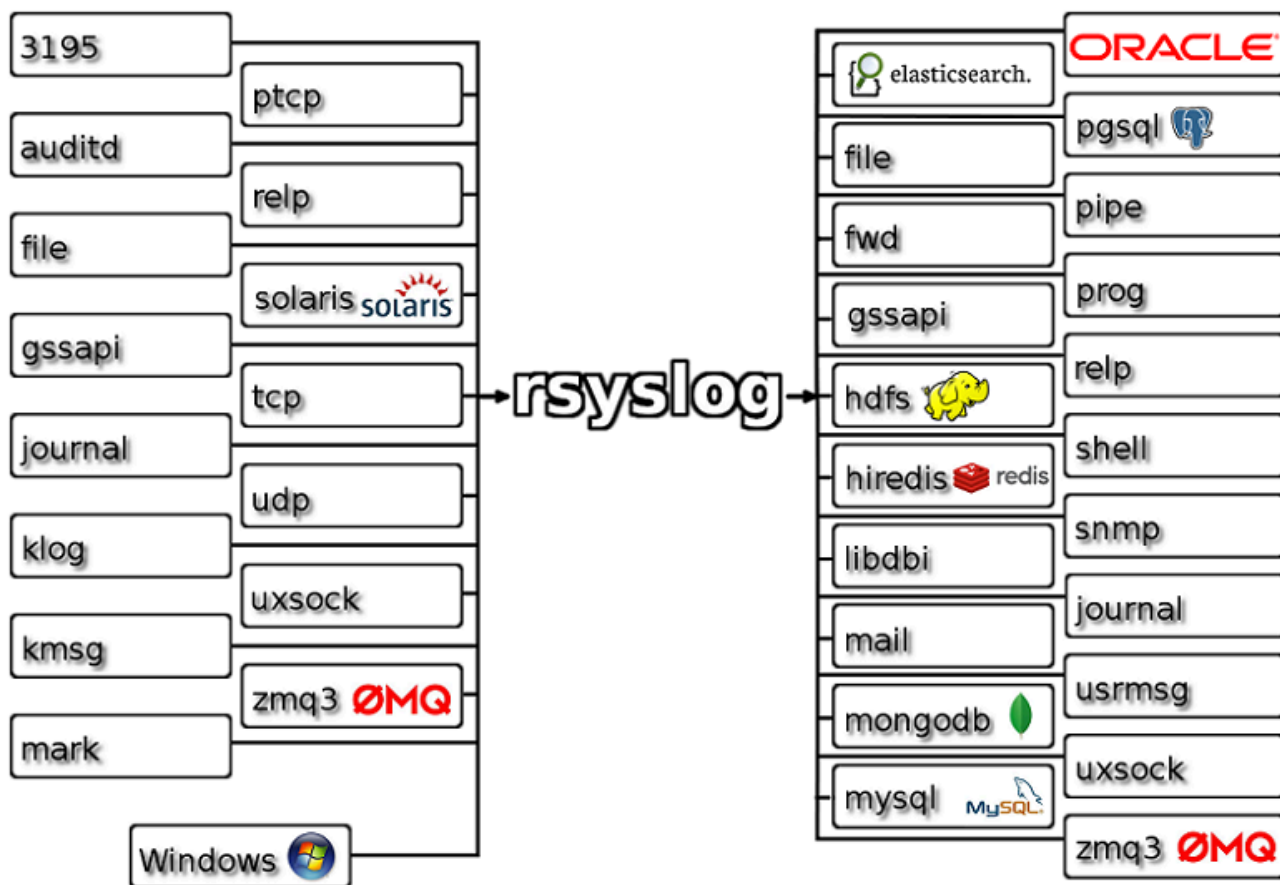 3195
ptcp
auditd
relp
file
solaris solaris
gssapi
tcp
journal
udp
klog
uxsock
kmsg
zmq3 ØMQ
mark
Windows
rsyslog
ORACLE
elasticsearch.
pgsql
file
pipe
fwd
prog
gssapi
relp
hdfs
shell
hiredis redis
snmp
libdbi
journal
mail
usrmsg
mongodb
uxsock
mysql MySQL
zmq3 ØMQ